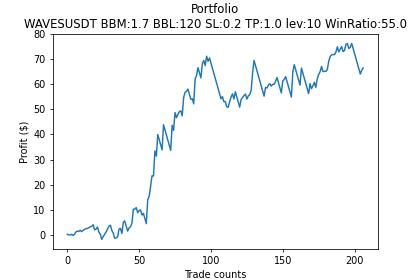 Portfolio
WAVESUSDT BBM:1.7 BBL:120 SL:0.2 TP:1.0 lev:10 WinRatio:55.0
80
70
60
50
40
30
20
10
0
Profit ($)
0 50 100 150 200
Trade counts